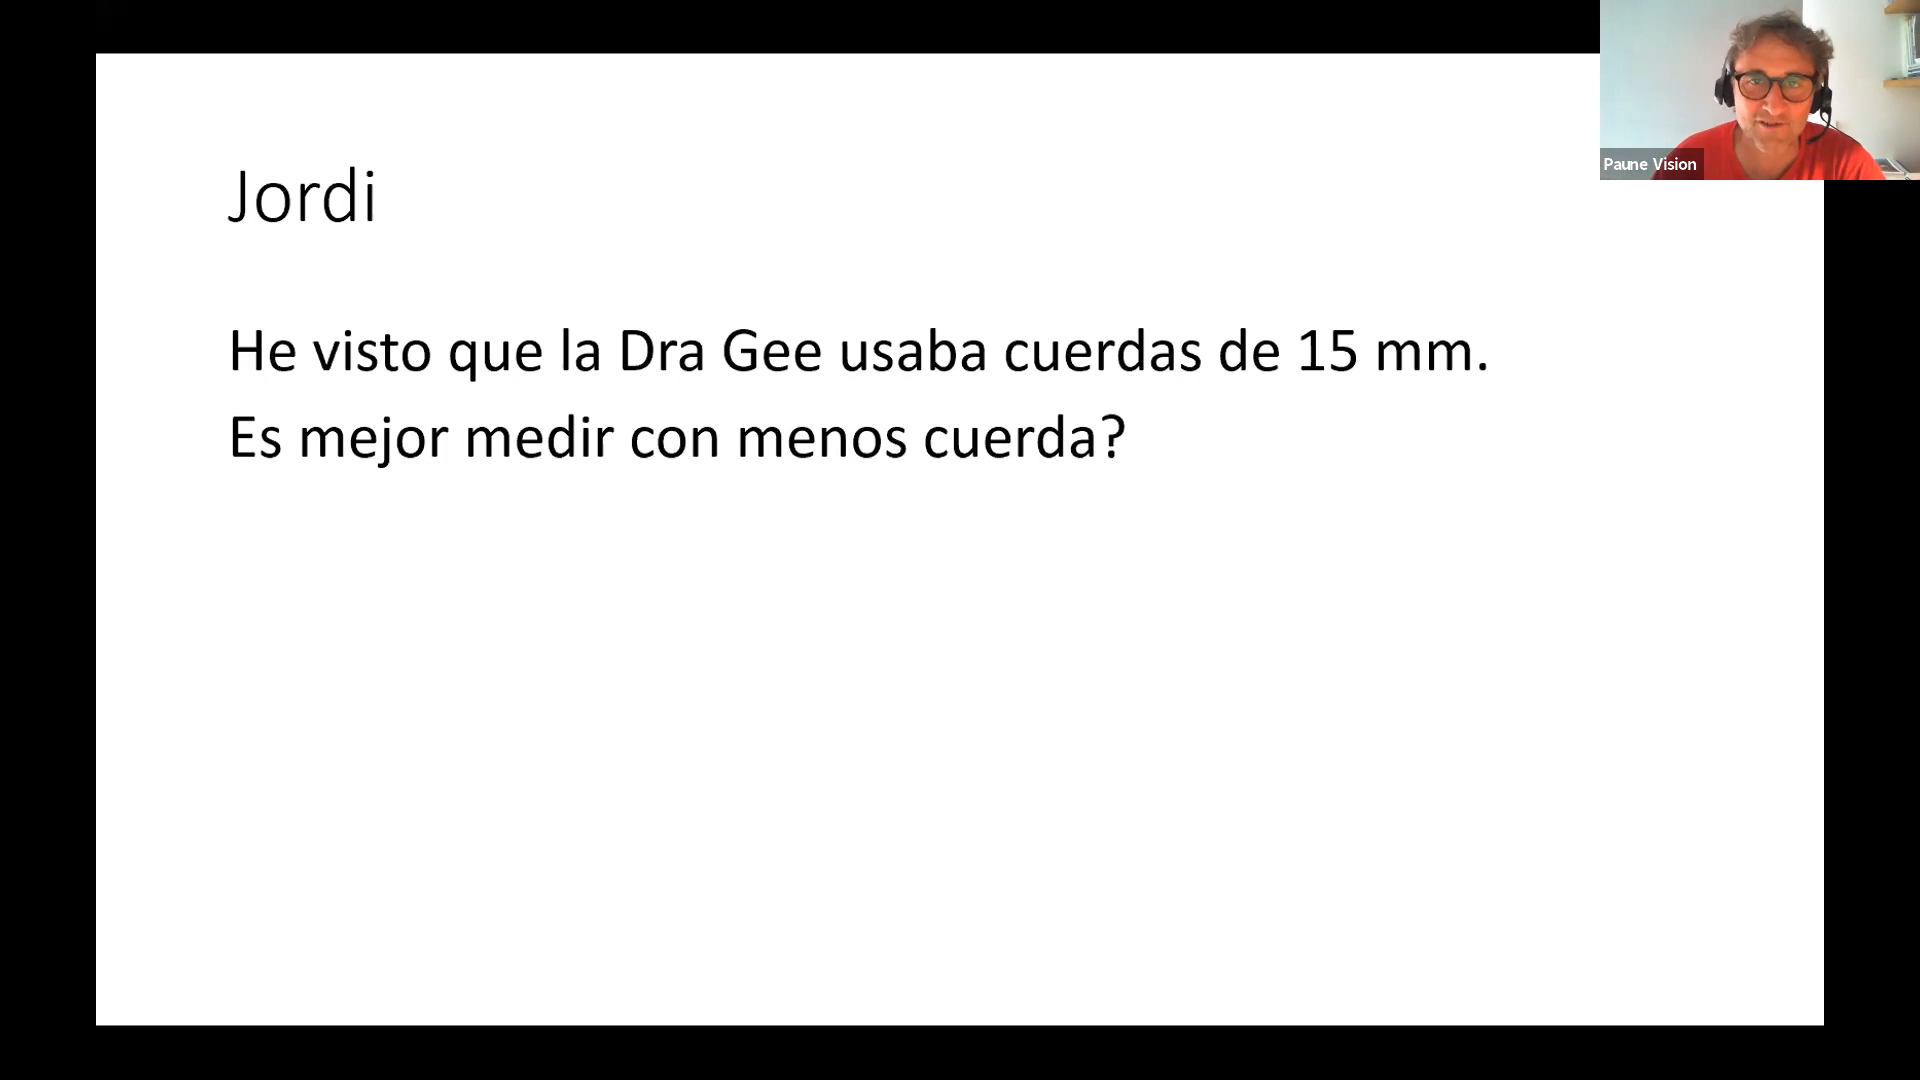 Jordi
He visto que la Dra Gee usaba cuerdas de 15 mm.
Es mejor medir con menos cuerda?
Paune Vision